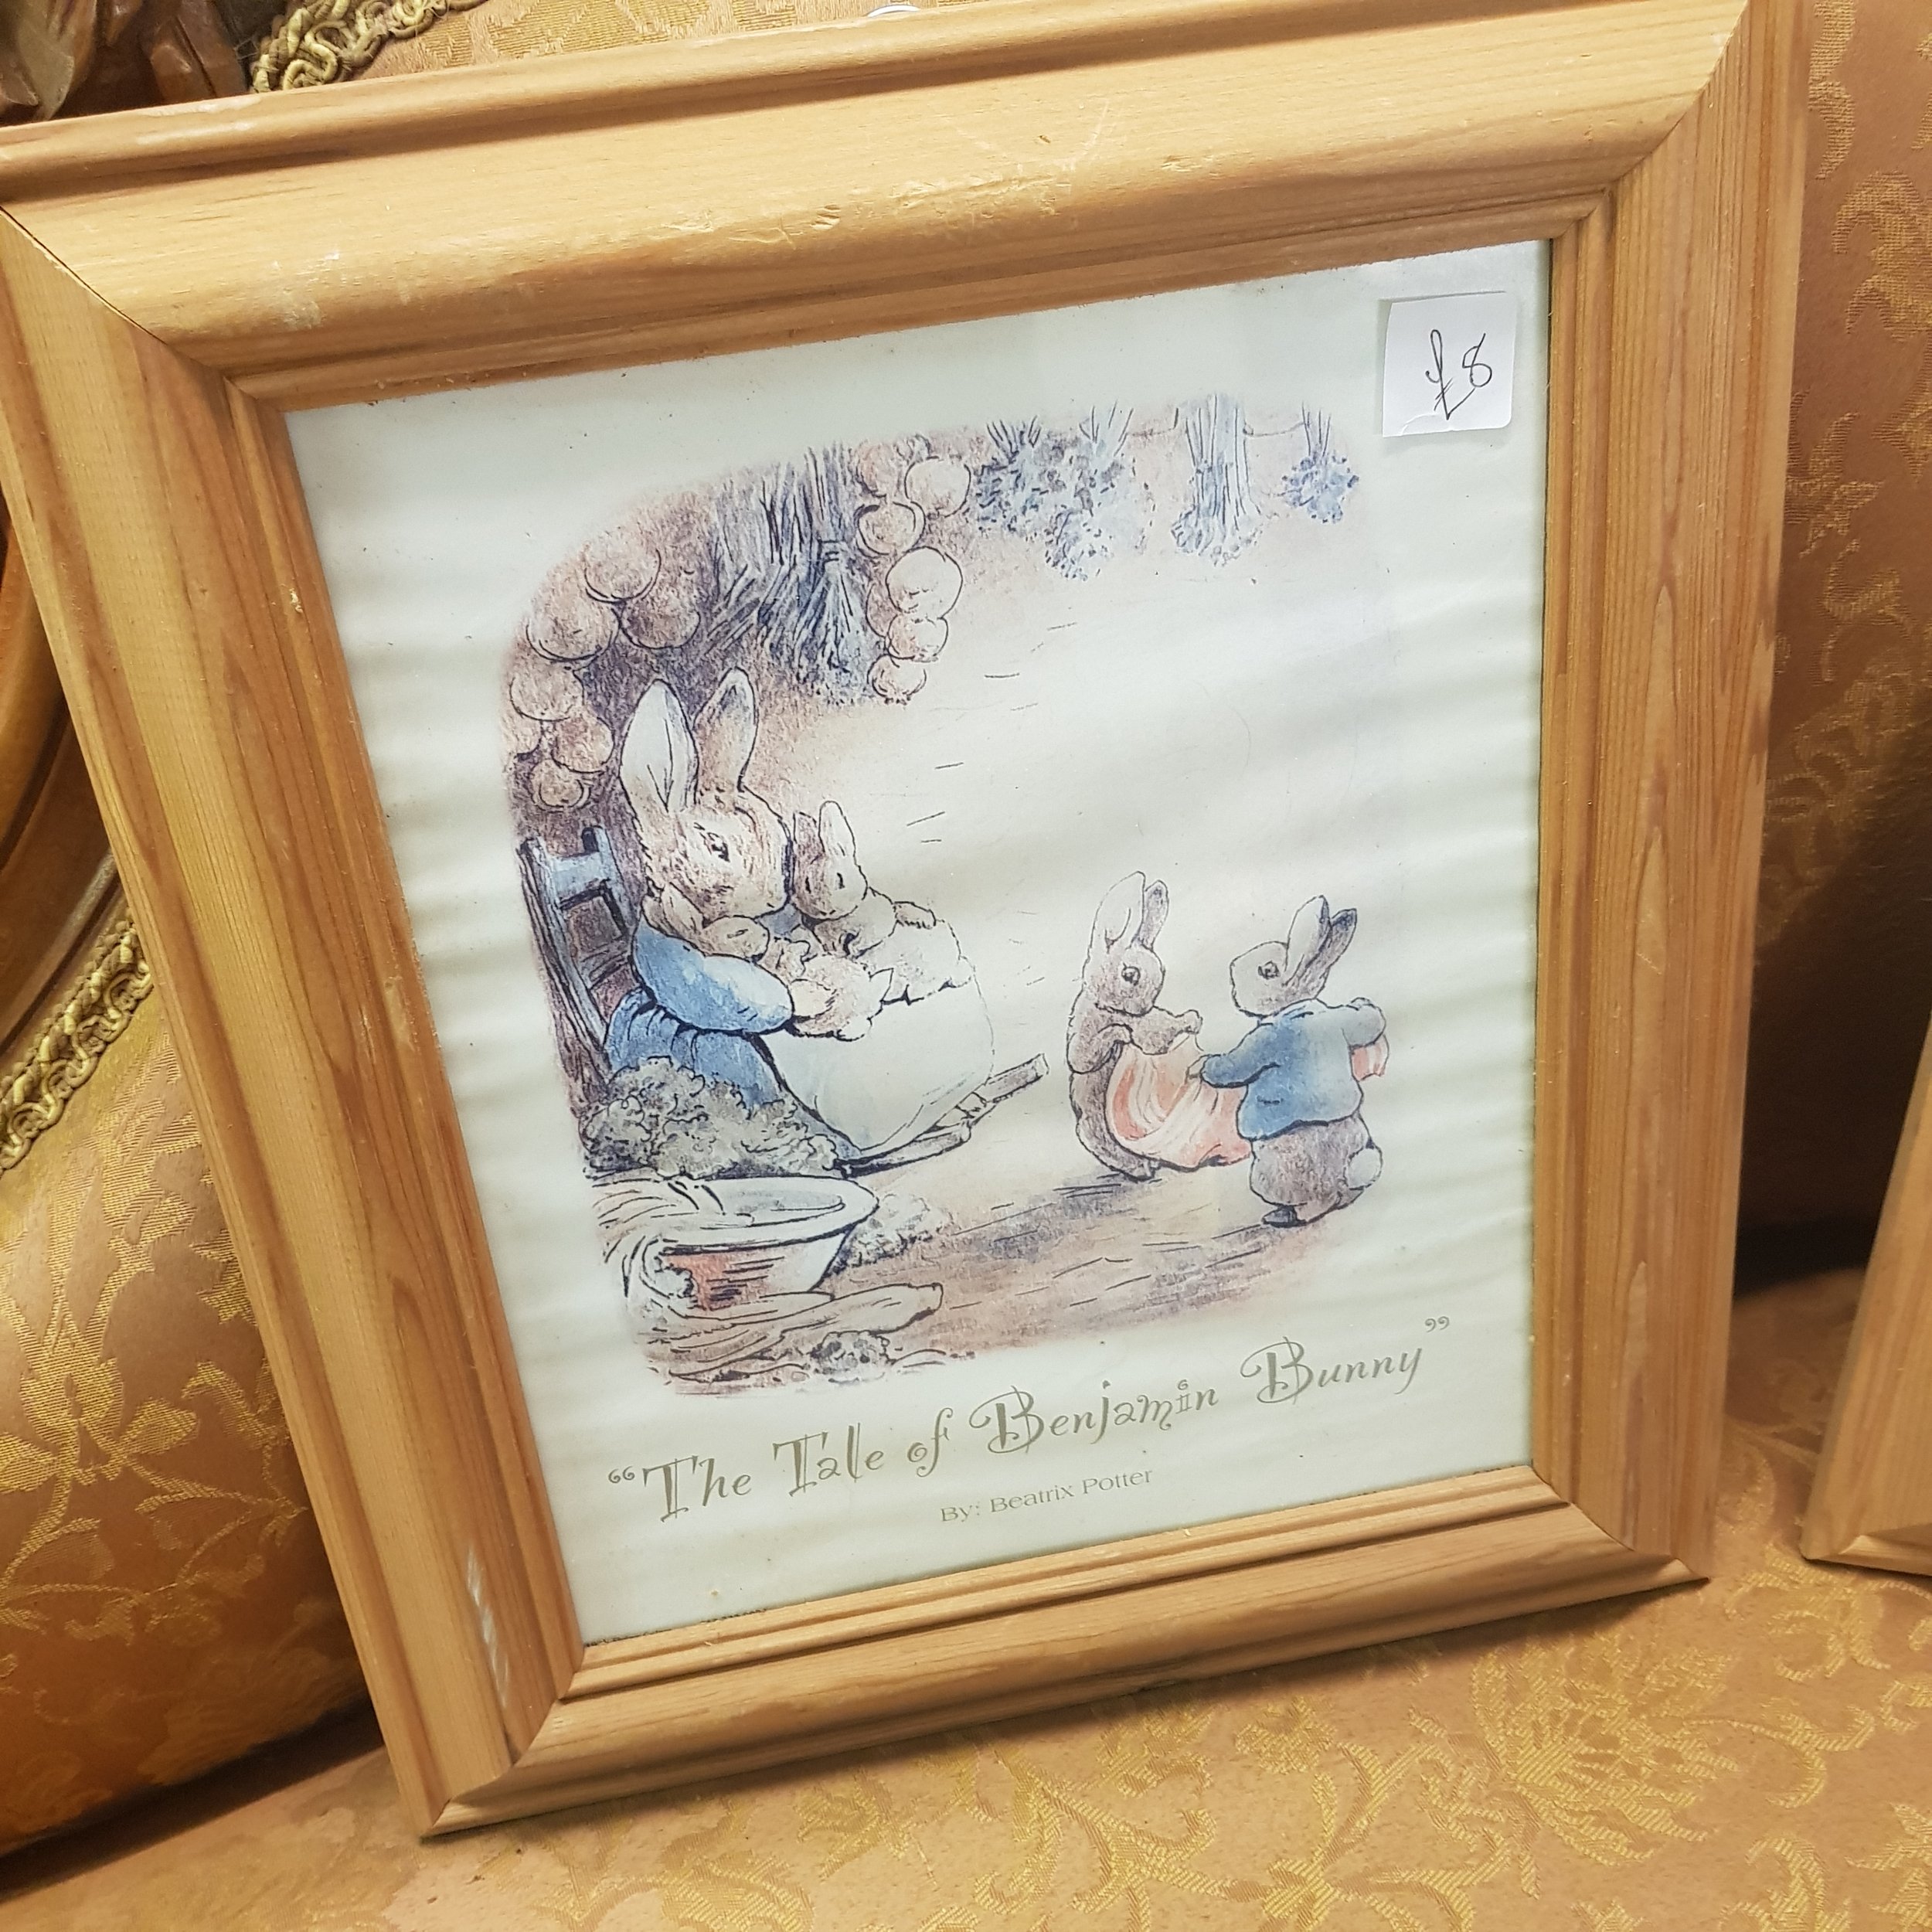 £8
“The Tale of Benjamin Bunny”
By: Beatrix Potter